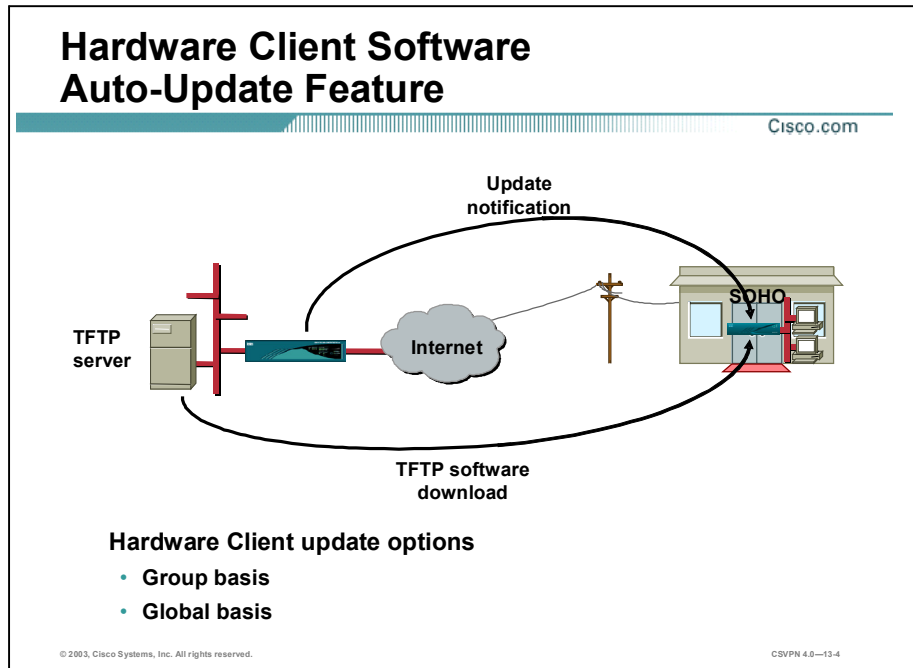 Hardware Client Software
Auto-Update Feature
Cisco.com
Update
notification
SOHO
TFTP
server
Internet
TFTP software
download
Hardware Client update options
• Group basis
• Global basis
© 2003, Cisco Systems, Inc. All rights reserved.
CSVPN 4.0—13-4